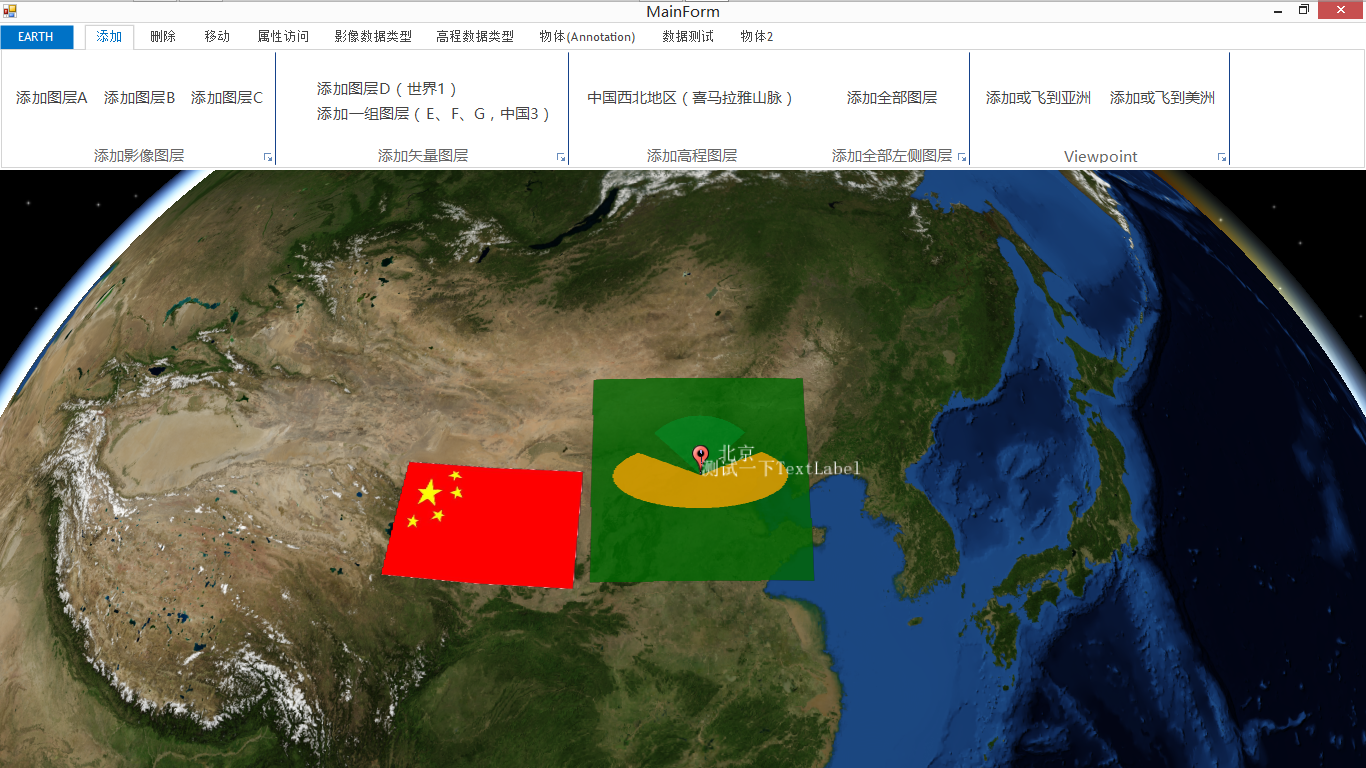 MainForm
EARTH 添加 删除 移动 属性访问 影像数据类型 高程数据类型 物体(Annotation) 数据测试 物体2
添加图层A 添加图层B 添加图层C
添加影像图层
添加图层D（世界1）
添加一组图层（E、F、G，中国3）
添加矢量图层
中国西北地区（喜马拉雅山脉）
添加高程图层
添加全部图层
添加全部左侧图层
添加或飞到亚洲 添加或飞到美洲
Viewpoint
北京
测试一下TextLabel